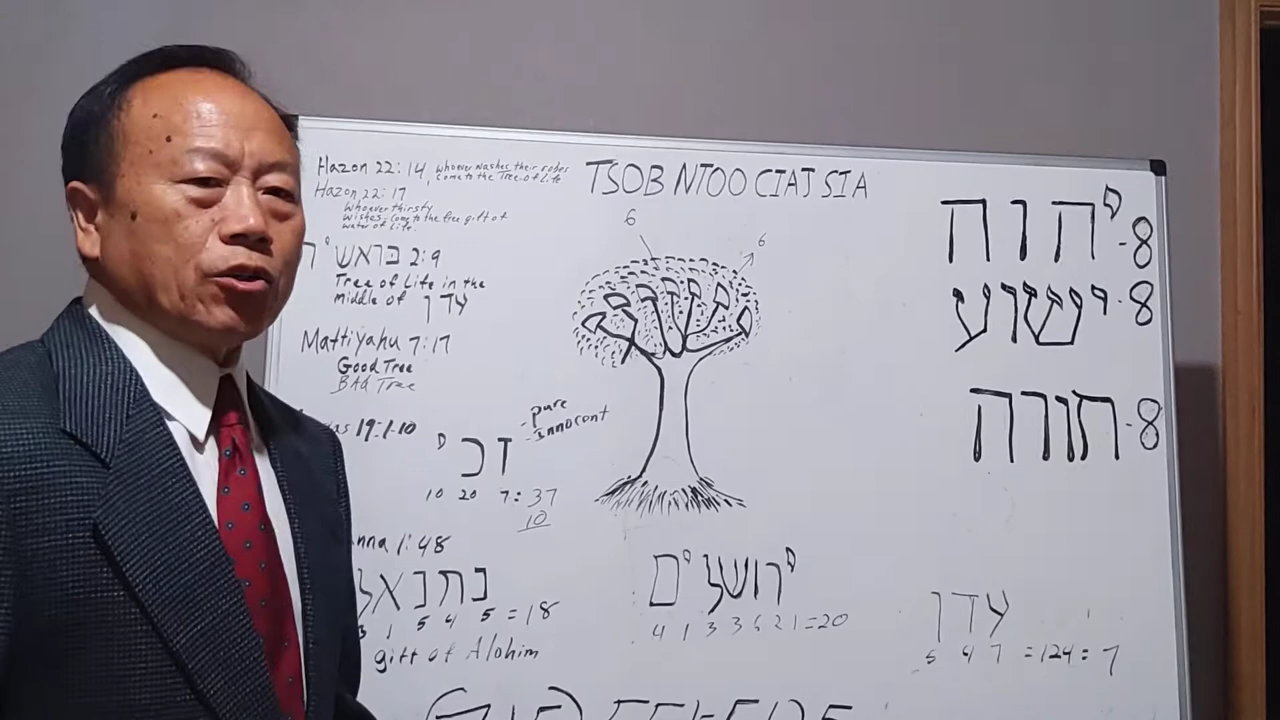 Hazon 22:14, whoever washes their robes
come to the Tree of Life
Hazon 22:17
whoever thirsty
wishes - come to the free gift of
water of Life.
בראשי 2:9
Tree of Life in the
middle of עדן
Mattiyahu 7:17
Good Tree
BAd Tree
19:1-10
זכי
- pure
- innocent
10 20 7 = 37
10
1:48
נתנאל
3 1 5 4 5 = 18
gift of Alohim
TSOB NTOO CIAJ SIA
6
6
ירושלים
4 1 3 3 6 2 1 = 20
יהוה - 8
ישוע - 8
תורה - 8
עדן
5 4 7 = 124 = 7